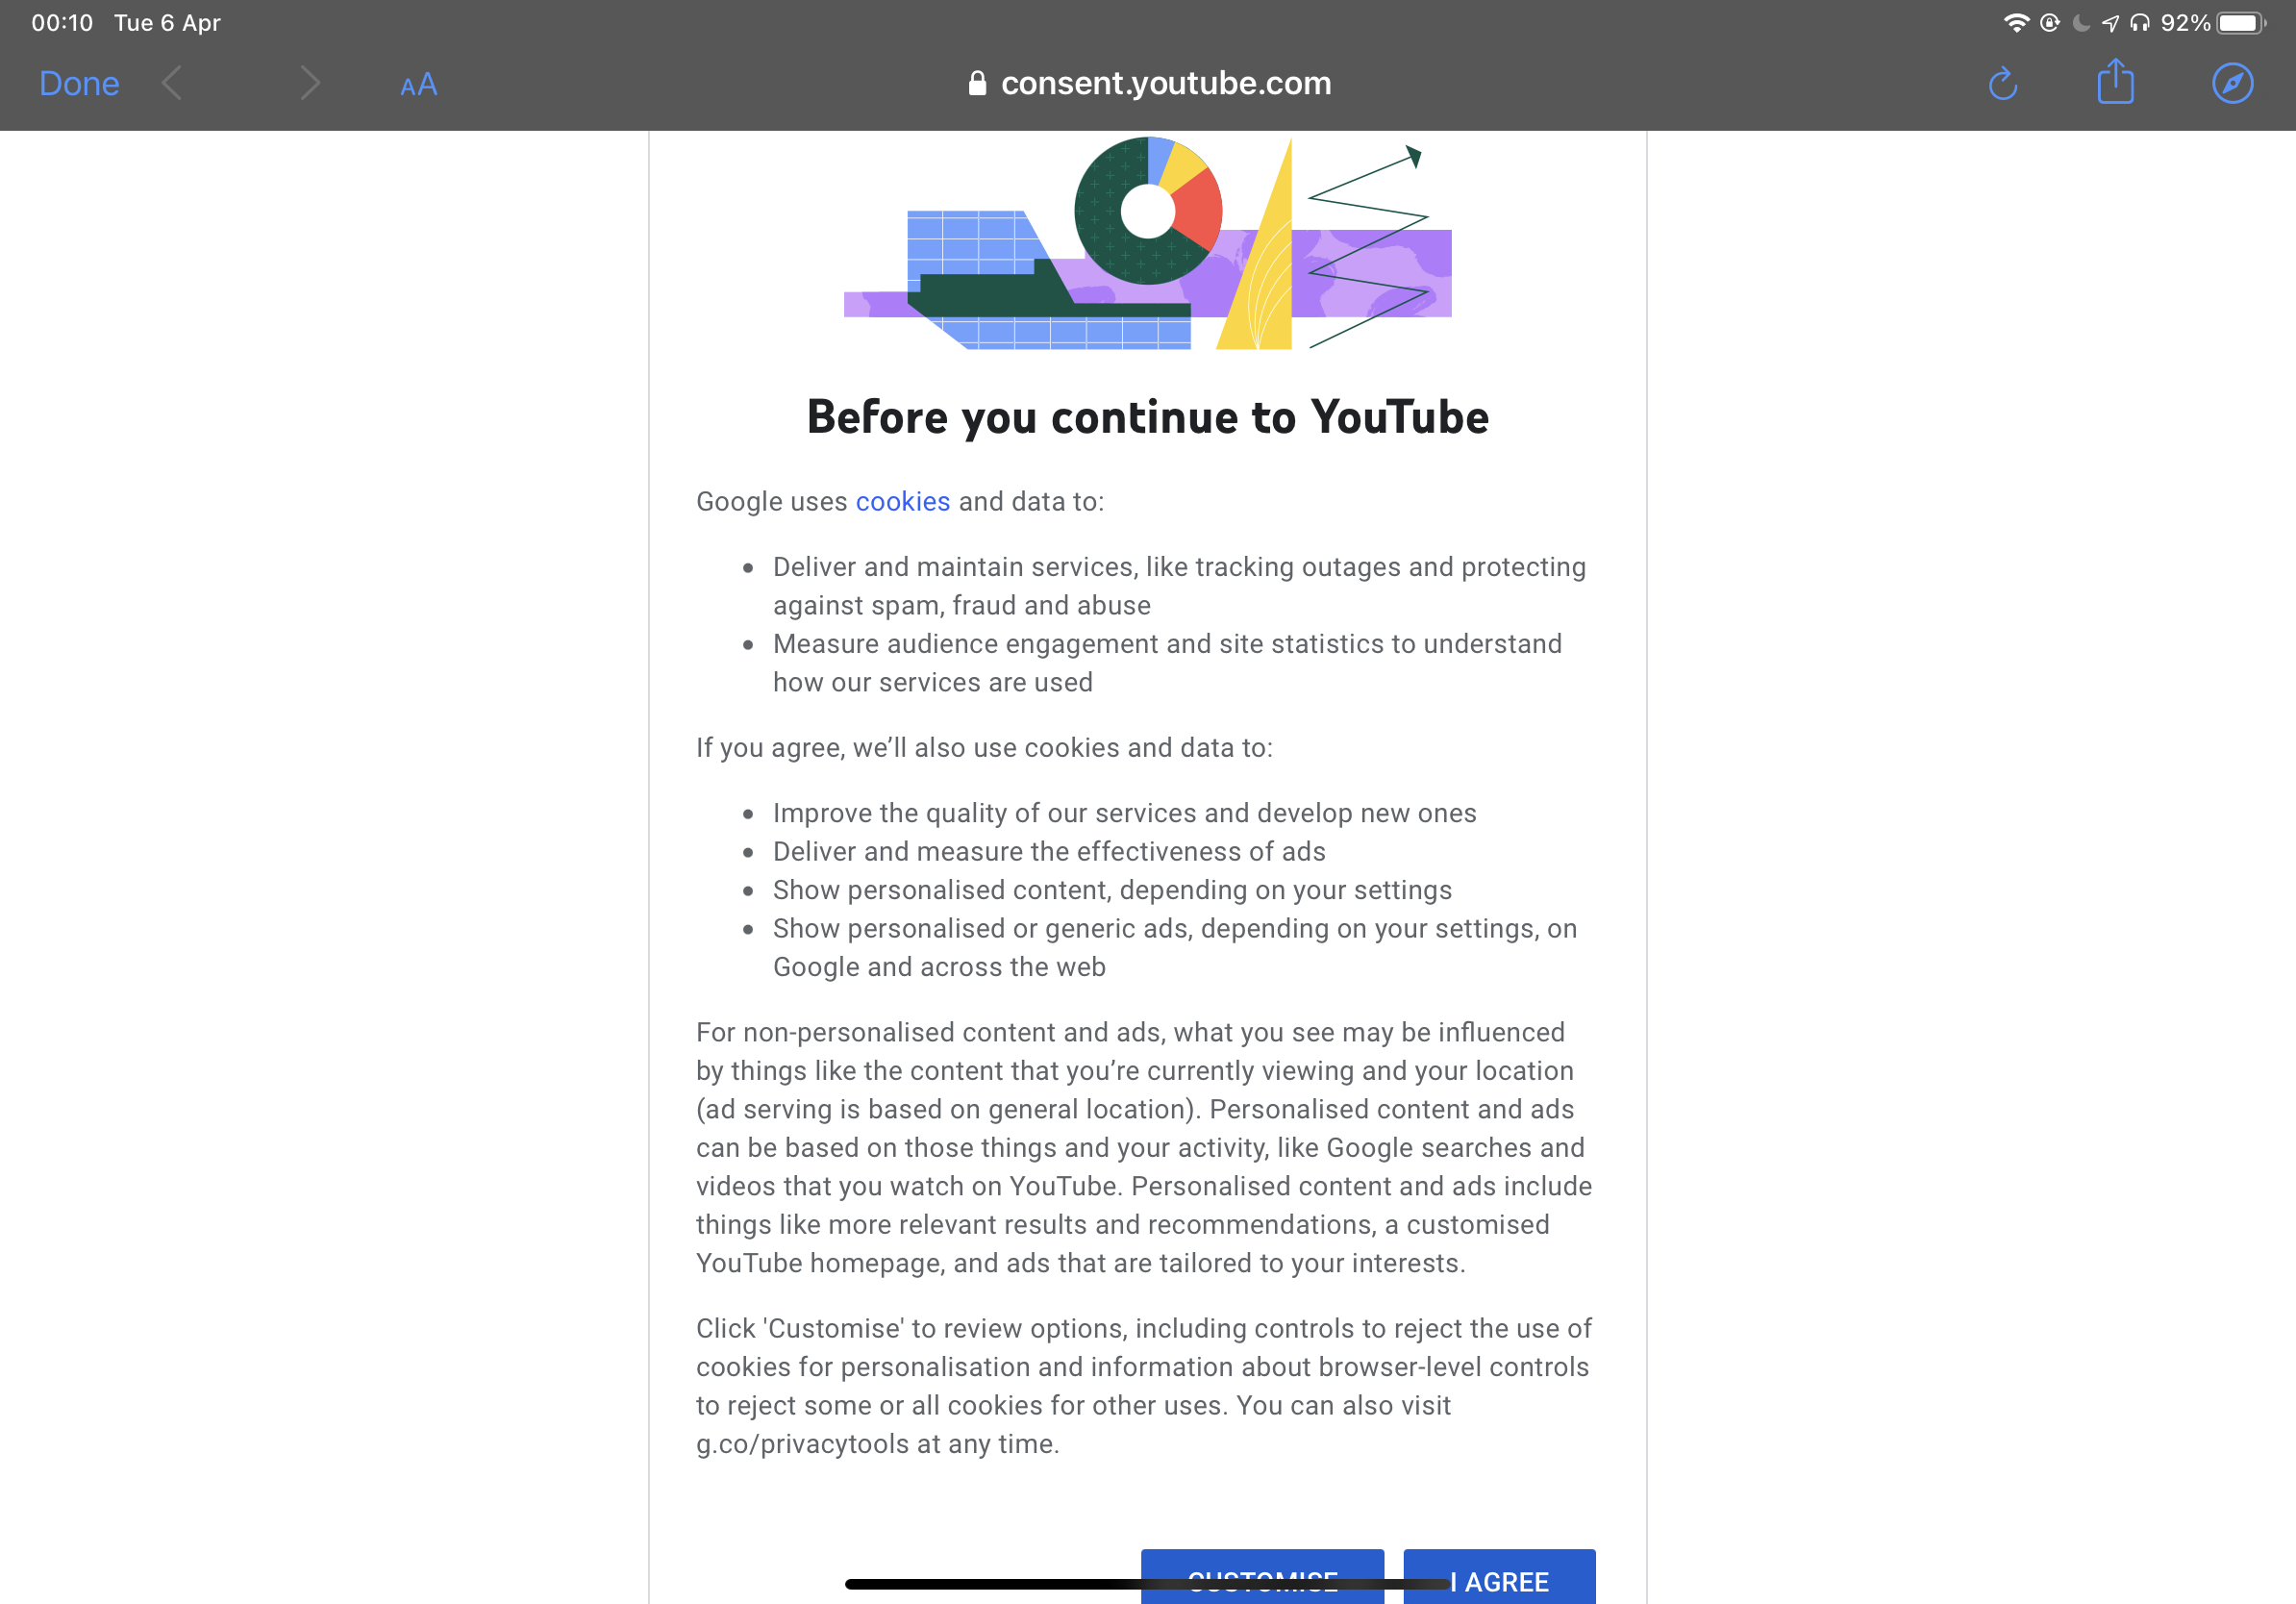 00:10 Tue 6 Apr
92%
Done
AA
consent.youtube.com
Before you continue to YouTube
Google uses cookies and data to:
• Deliver and maintain services, like tracking outages and protecting
against spam, fraud and abuse
• Measure audience engagement and site statistics to understand
how our services are used
If you agree, we’ll also use cookies and data to:
• Improve the quality of our services and develop new ones
• Deliver and measure the effectiveness of ads
• Show personalised content, depending on your settings
• Show personalised or generic ads, depending on your settings, on
Google and across the web
For non-personalised content and ads, what you see may be influenced
by things like the content that you’re currently viewing and your location
(ad serving is based on general location). Personalised content and ads
can be based on those things and your activity, like Google searches and
videos that you watch on YouTube. Personalised content and ads include
things like more relevant results and recommendations, a customised
YouTube homepage, and ads that are tailored to your interests.
Click 'Customise' to review options, including controls to reject the use of
cookies for personalisation and information about browser-level controls
to reject some or all cookies for other uses. You can also visit
g.co/privacytools at any time.
CUSTOMISE
I AGREE